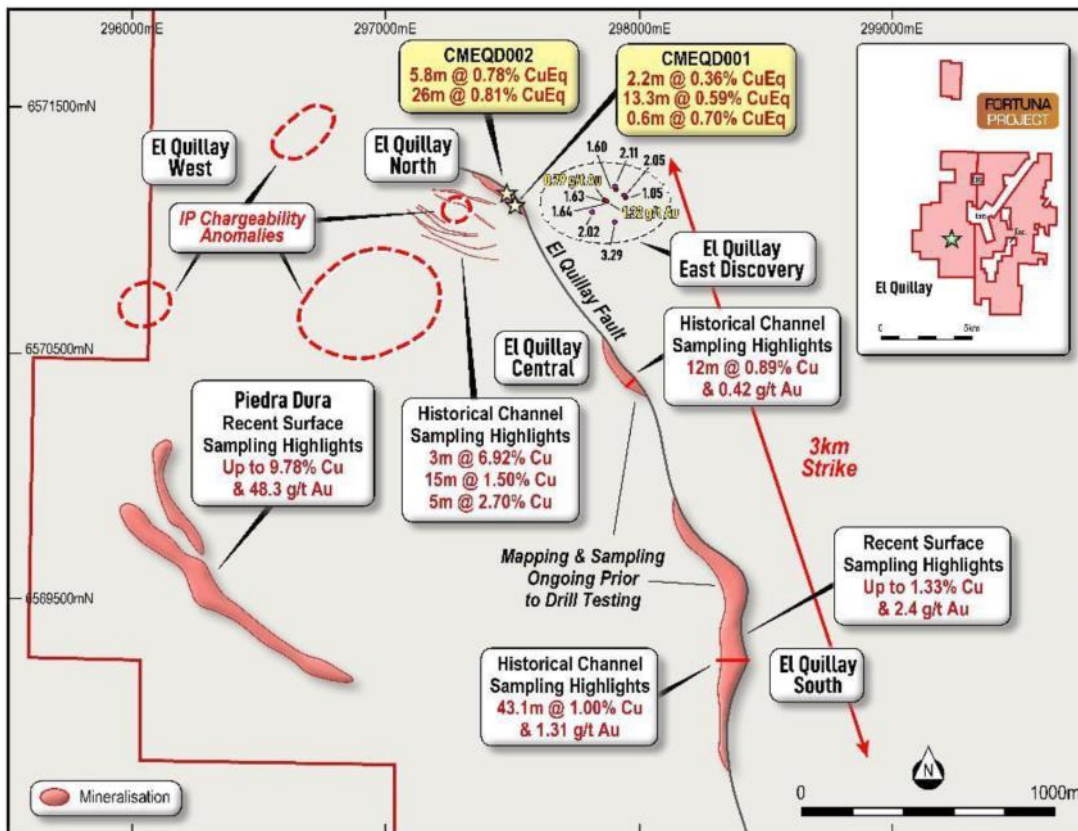 296000mE
297000mE
298000mE
299000mE
6571500mN
6570500mN
6569500mN
CMEQD002
5.8m @ 0.78% CuEq
26m @ 0.81% CuEq
CMEQD001
2.2m @ 0.36% CuEq
13.3m @ 0.59% CuEq
0.6m @ 0.70% CuEq
FORTUNA
PROJECT
El Quillay
0
5km
El Quillay
West
El Quillay
North
IP Chargeability
Anomalies
1.60
2.11
2.05
0.79 g/t Au
1.63
1.05
1.64
1.32 g/t Au
2.02
3.29
El Quillay
East Discovery
El Quillay Fault
El Quillay
Central
Historical Channel
Sampling Highlights
12m @ 0.89% Cu
& 0.42 g/t Au
Piedra Dura
Recent Surface
Sampling Highlights
Up to 9.78% Cu
& 48.3 g/t Au
Historical Channel
Sampling Highlights
3m @ 6.92% Cu
15m @ 1.50% Cu
5m @ 2.70% Cu
3km
Strike
Mapping & Sampling
Ongoing Prior
to Drill Testing
Recent Surface
Sampling Highlights
Up to 1.33% Cu
& 2.4 g/t Au
Historical Channel
Sampling Highlights
43.1m @ 1.00% Cu
& 1.31 g/t Au
El Quillay
South
Mineralisation
N
0
1000m